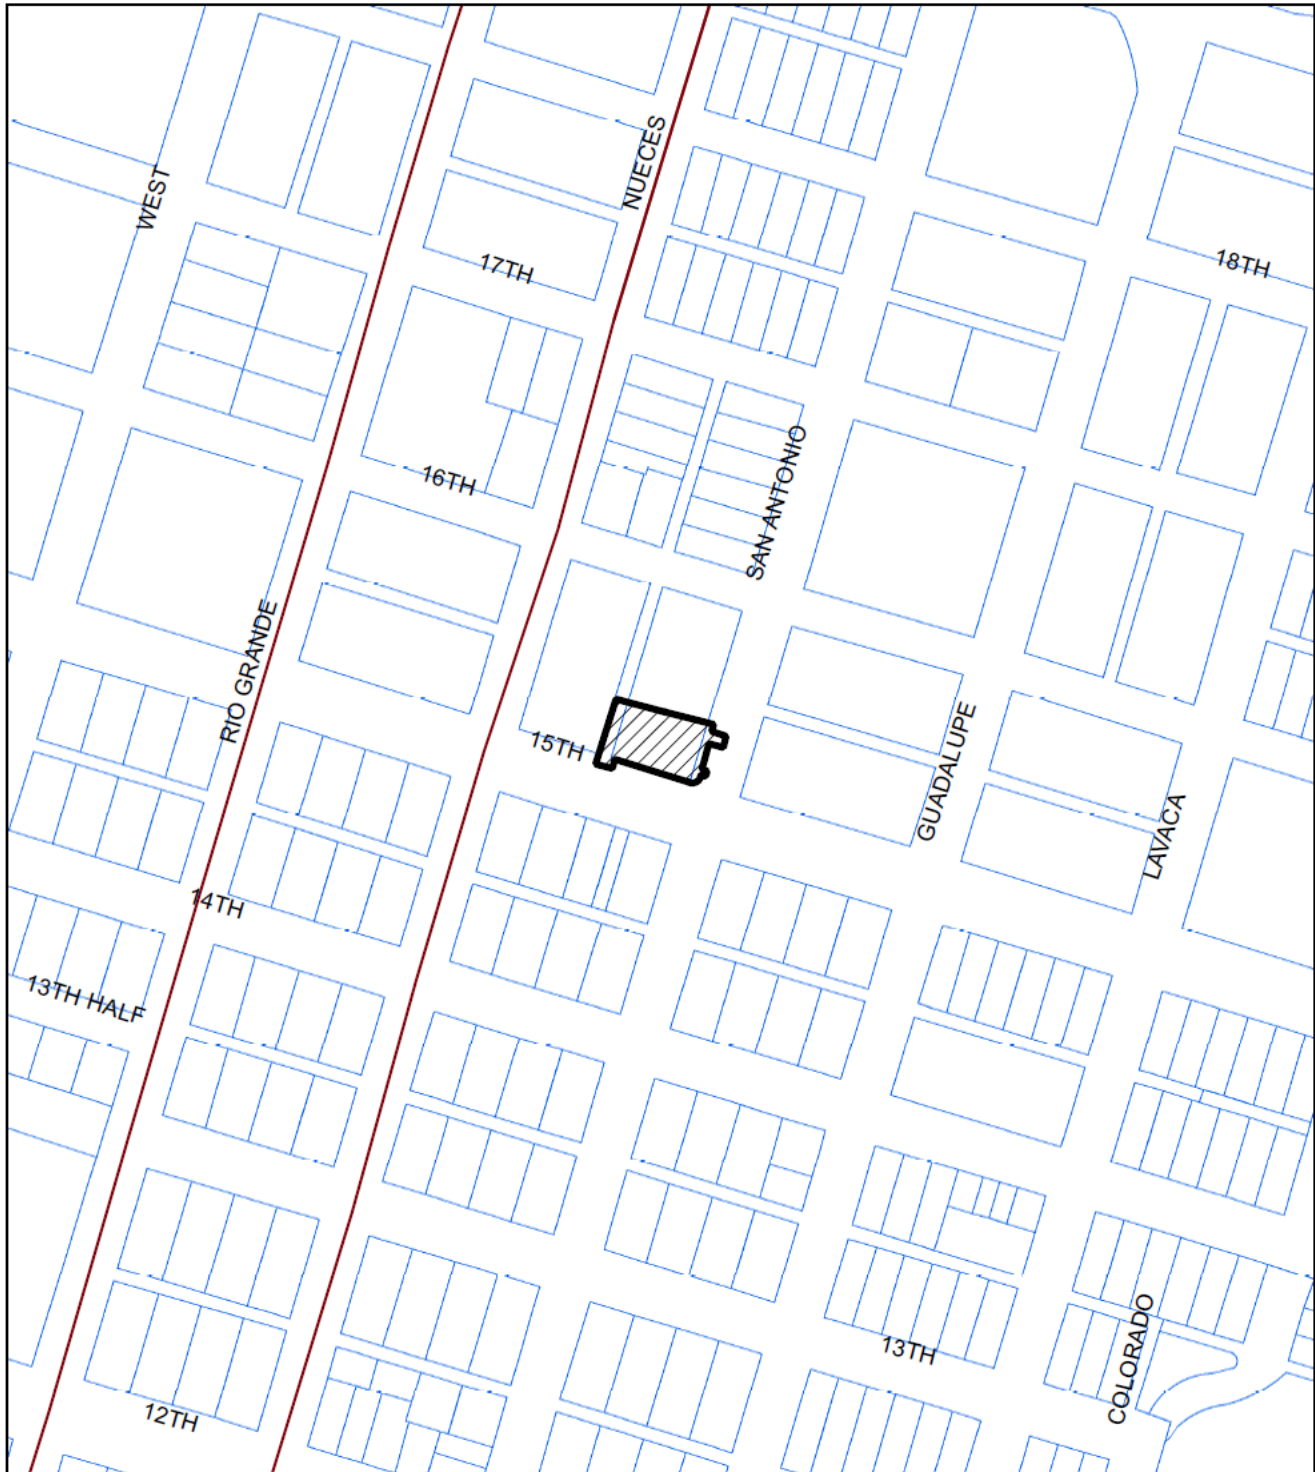 NUECES
WEST
17TH
18TH
16TH
SAN ANTONIO
RIO GRANDE
15TH
GUADALUPE
LAVACA
14TH
13TH HALF
13TH
COLORADO
12TH